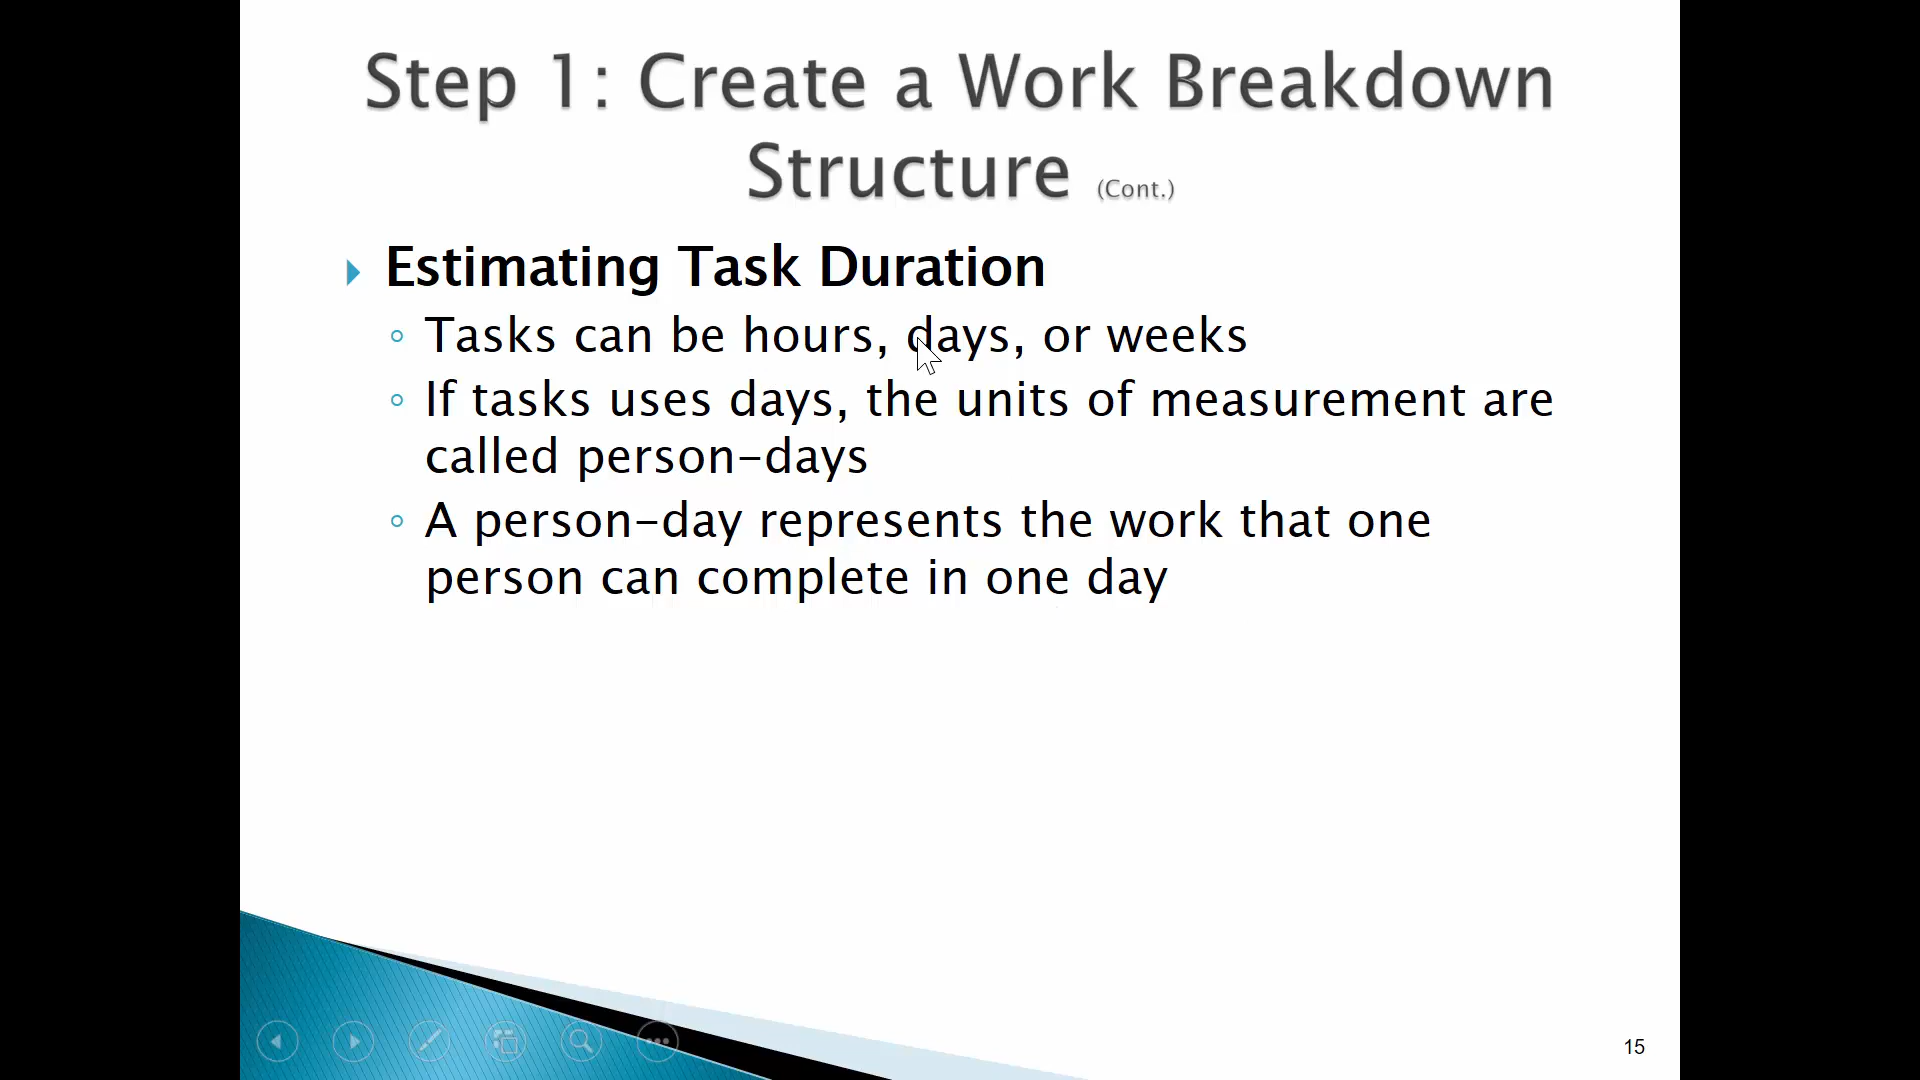 Step 1: Create a Work Breakdown
Structure (Cont.)
Estimating Task Duration
Tasks can be hours, days, or weeks
If tasks uses days, the units of measurement are
called person-days
A person-day represents the work that one
person can complete in one day
15